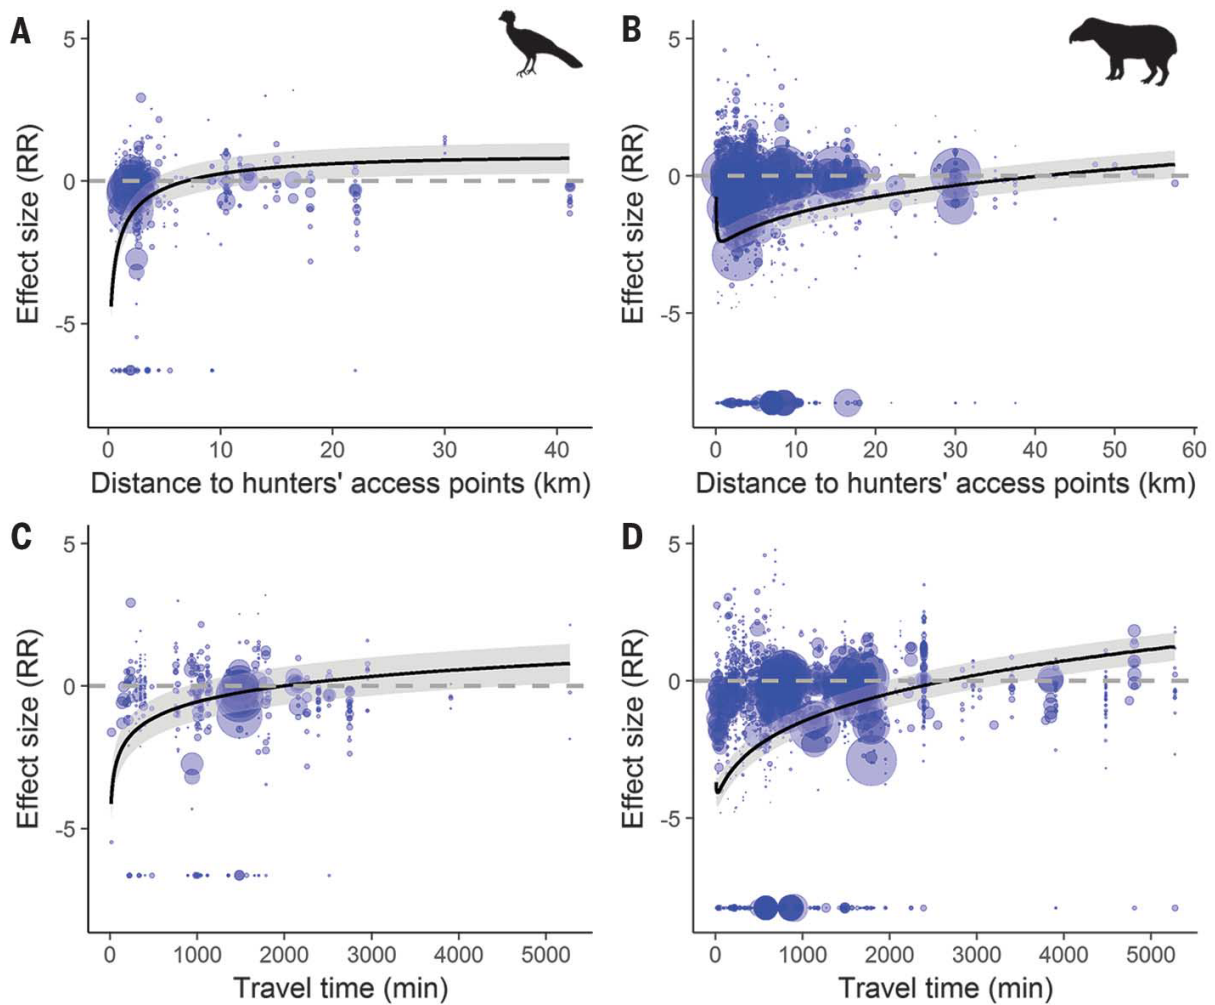 A
5
0
-5
Effect size (RR)
0 10 20 30 40
Distance to hunters' access points (km)
B
5
0
-5
Effect size (RR)
0 10 20 30 40 50 60
Distance to hunters' access points (km)
C
5
0
-5
Effect size (RR)
0 1000 2000 3000 4000 5000
Travel time (min)
D
5
0
-5
Effect size (RR)
0 1000 2000 3000 4000 5000
Travel time (min)